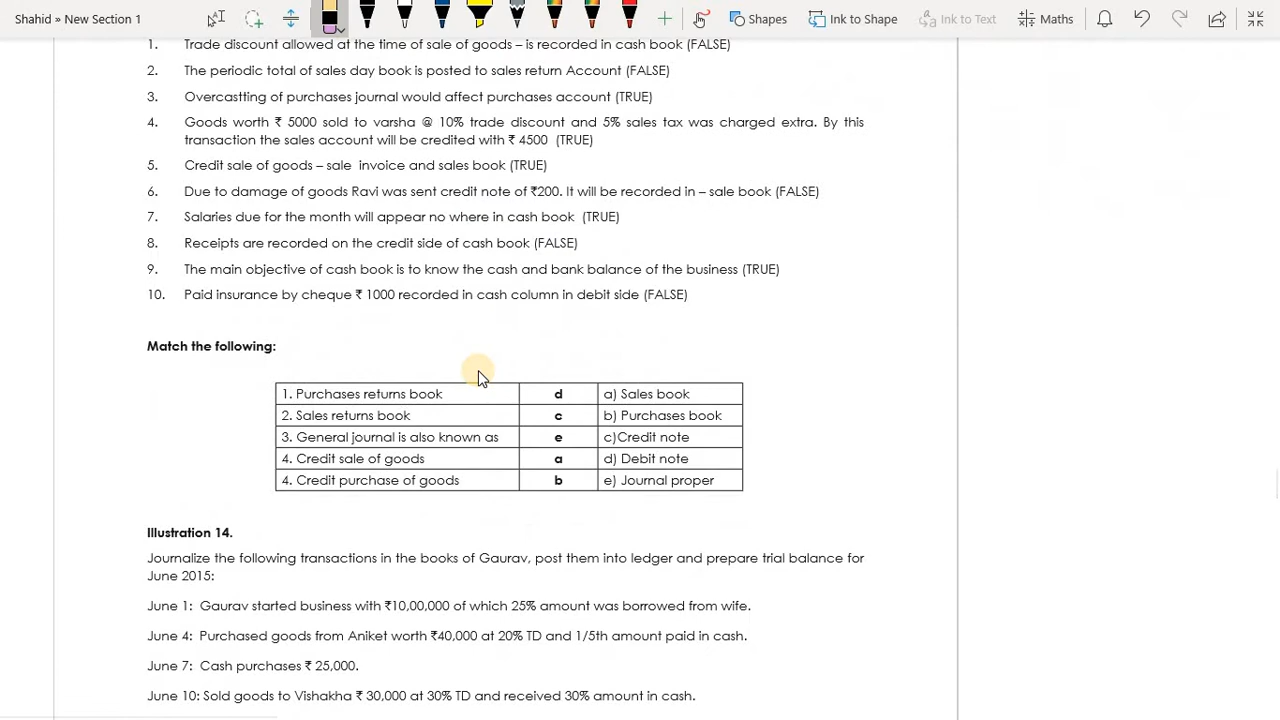 Shahid » New Section 1
Shapes
Ink to Shape
Ink to Text
Maths
1. Trade discount allowed at the time of sale of goods – is recorded in cash book (FALSE)
2. The periodic total of sales day book is posted to sales return Account (FALSE)
3. Overcastting of purchases journal would affect purchases account (TRUE)
4. Goods worth ₹ 5000 sold to varsha @ 10% trade discount and 5% sales tax was charged extra. By this
transaction the sales account will be credited with ₹ 4500 (TRUE)
5. Credit sale of goods – sale invoice and sales book (TRUE)
6. Due to damage of goods Ravi was sent credit note of ₹200. It will be recorded in – sale book (FALSE)
7. Salaries due for the month will appear no where in cash book (TRUE)
8. Receipts are recorded on the credit side of cash book (FALSE)
9. The main objective of cash book is to know the cash and bank balance of the business (TRUE)
10. Paid insurance by cheque ₹ 1000 recorded in cash column in debit side (FALSE)
Match the following:
1. Purchases returns book d a) Sales book
2. Sales returns book c b) Purchases book
3. General journal is also known as e c)Credit note
4. Credit sale of goods a d) Debit note
4. Credit purchase of goods b e) Journal proper
Illustration 14.
Journalize the following transactions in the books of Gaurav, post them into ledger and prepare trial balance for
June 2015:
June 1: Gaurav started business with ₹10,00,000 of which 25% amount was borrowed from wife.
June 4: Purchased goods from Aniket worth ₹40,000 at 20% TD and 1/5th amount paid in cash.
June 7: Cash purchases ₹ 25,000.
June 10: Sold goods to Vishakha ₹ 30,000 at 30% TD and received 30% amount in cash.